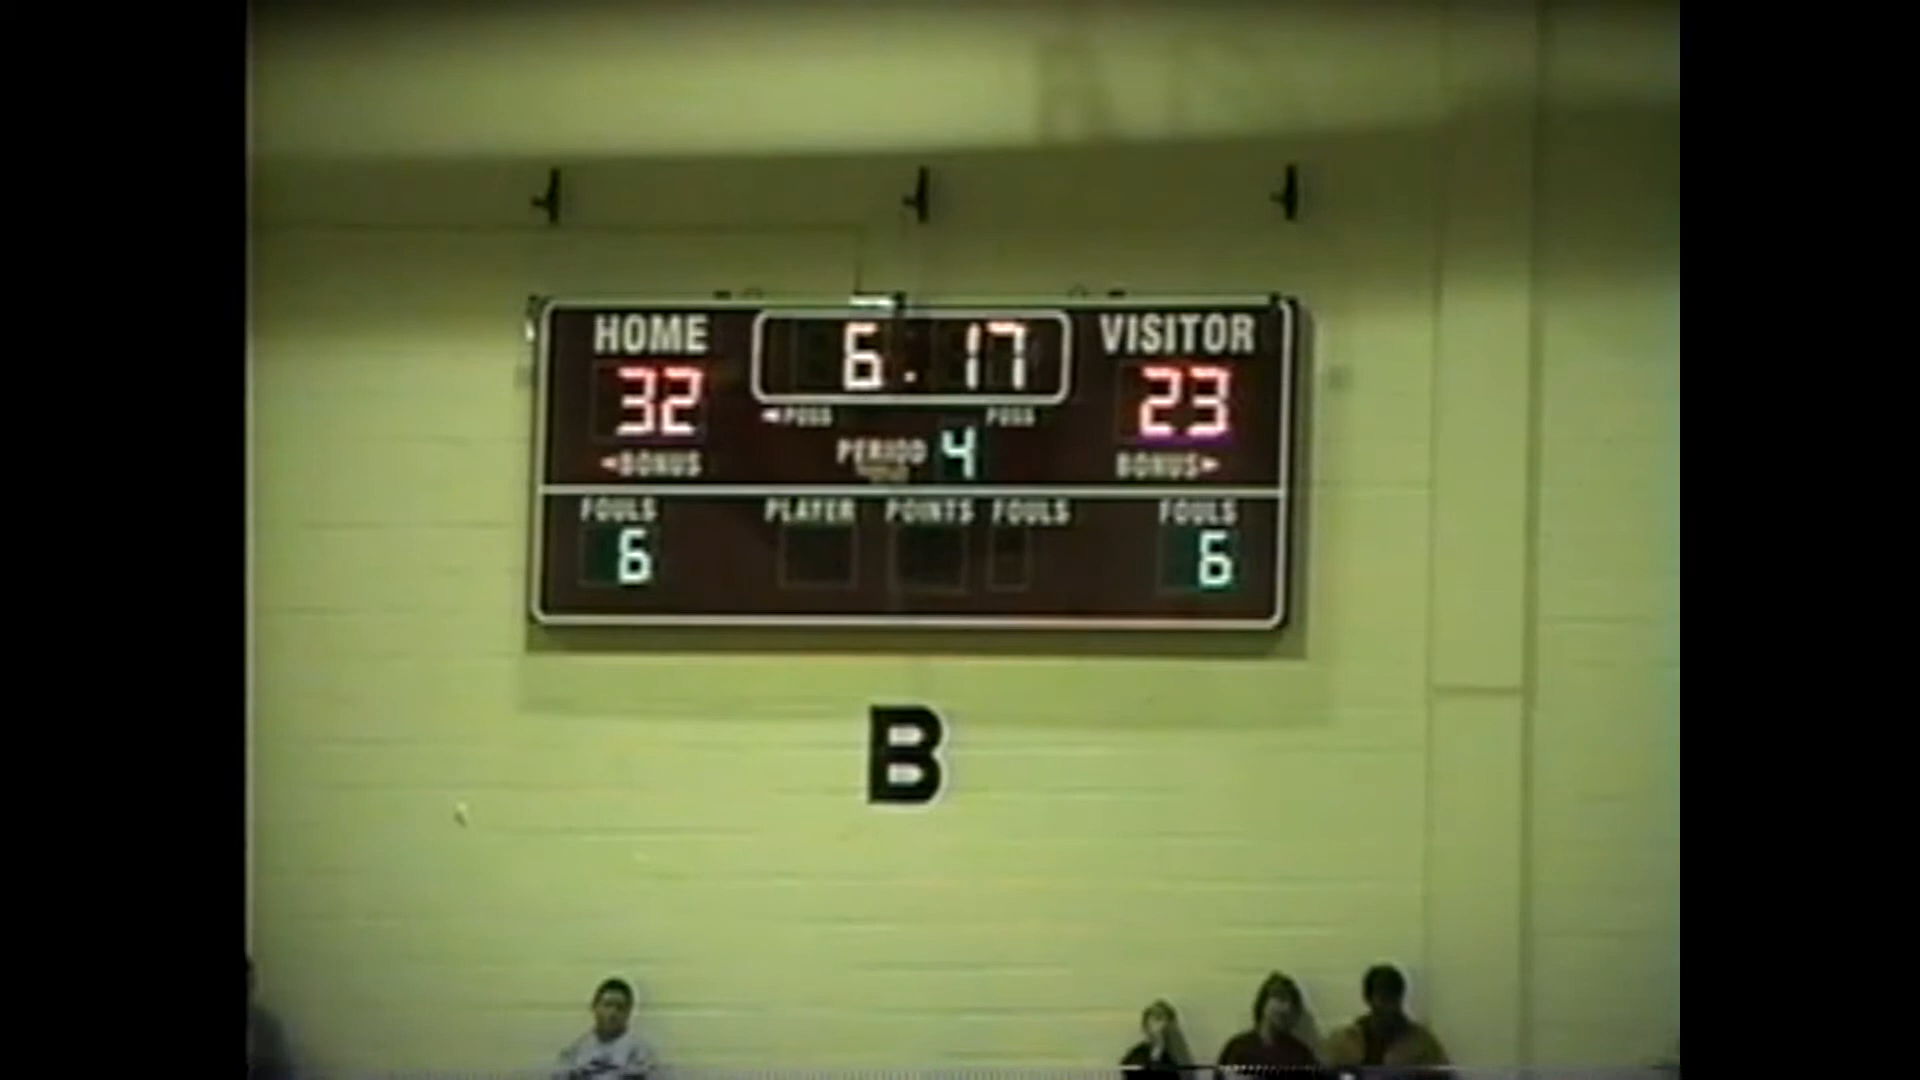 HOME 6.17 VISITOR
32 23
◄POSS POSS
PERIOD 4
◄BONUS BONUS►
FOULS PLAYER POINTS FOULS FOULS
6 6
B